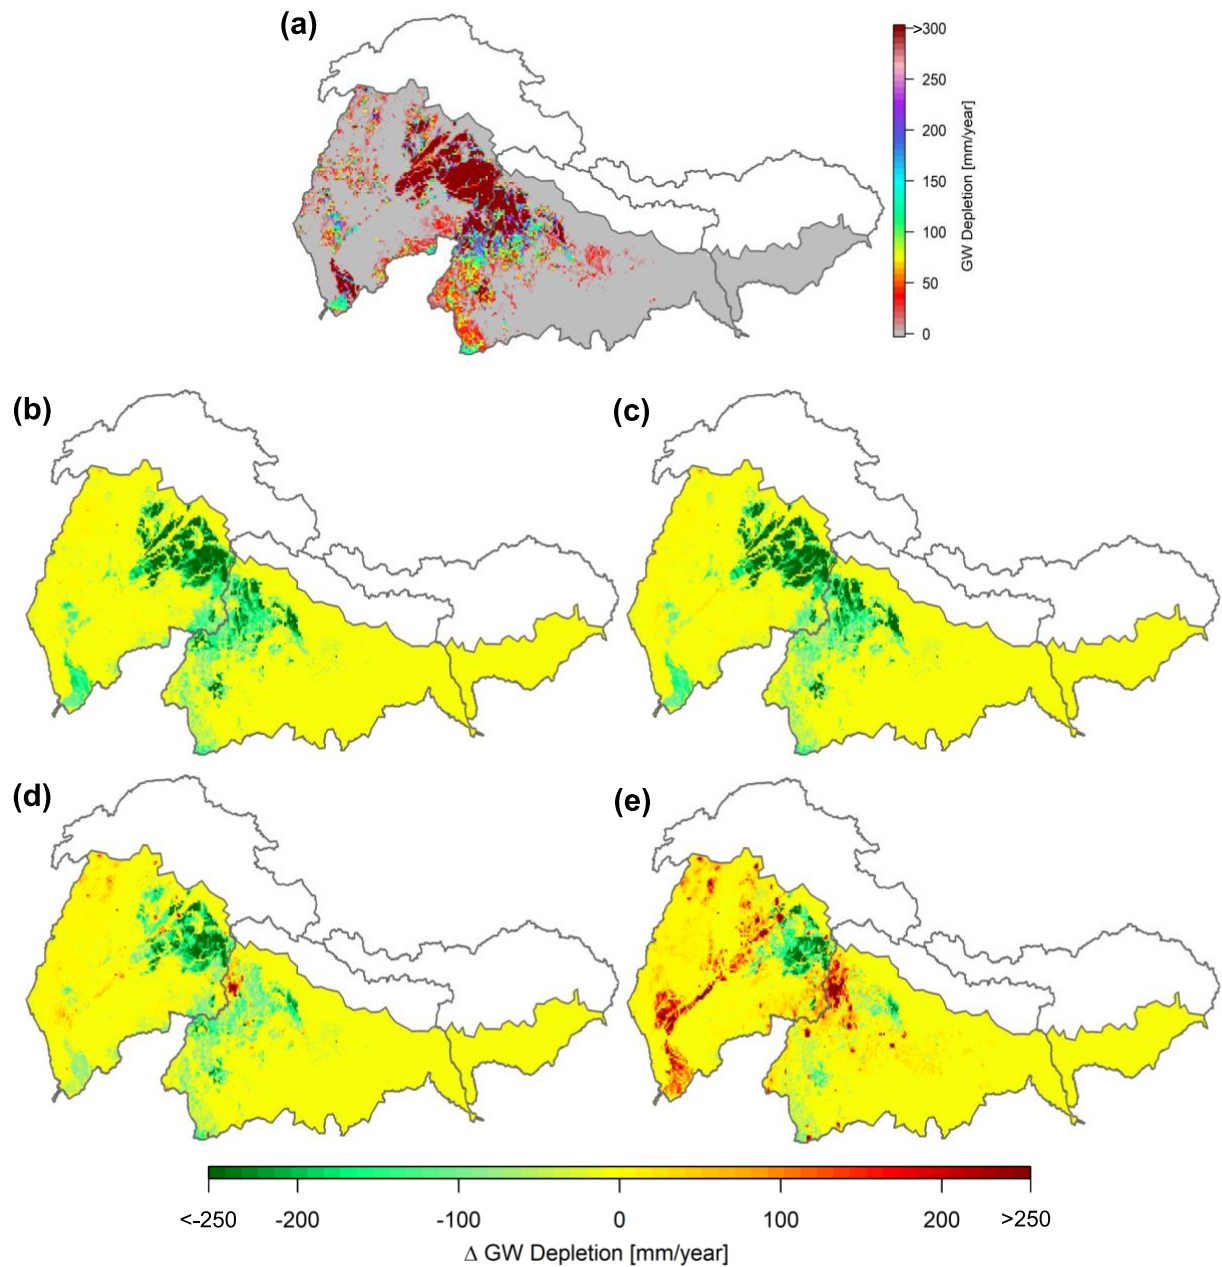 (a)
>300
250
200
150
100
50
0
GW Depletion [mm/year]
(b)
(c)
(d)
(e)
<-250 -200 -100 0 100 200 >250
Δ GW Depletion [mm/year]